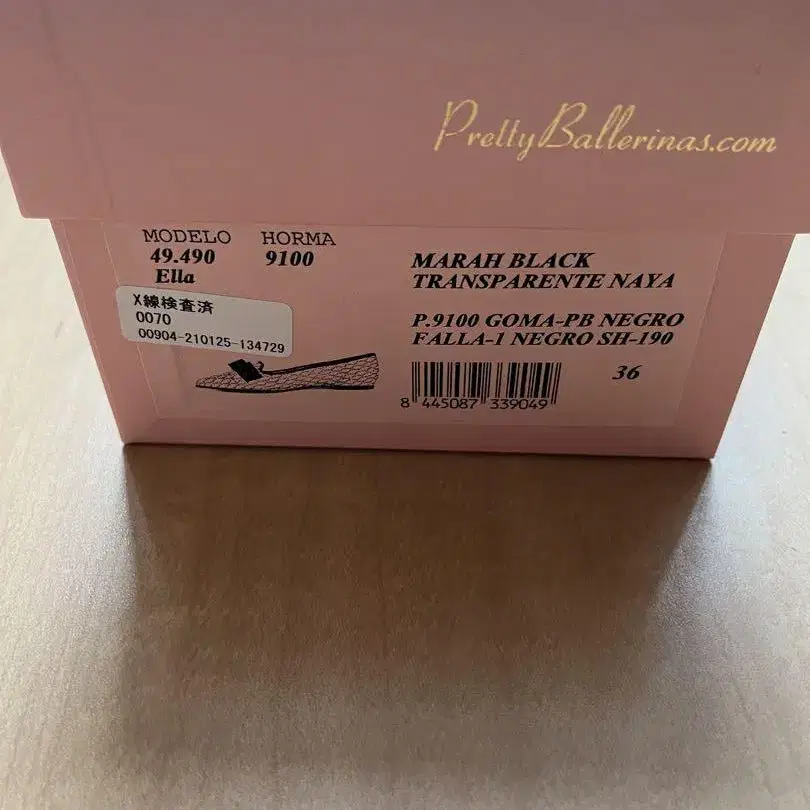 PrettyBallerinas.com
MODELO HORMA
49.490 9100
Ella
X線検査済
0070
00904-210125-134729
MARAH BLACK
TRANSPARENTE NAYA
P.9100 GOMA-PB NEGRO
FALLA-1 NEGRO SH-190
36
8 445087 339049